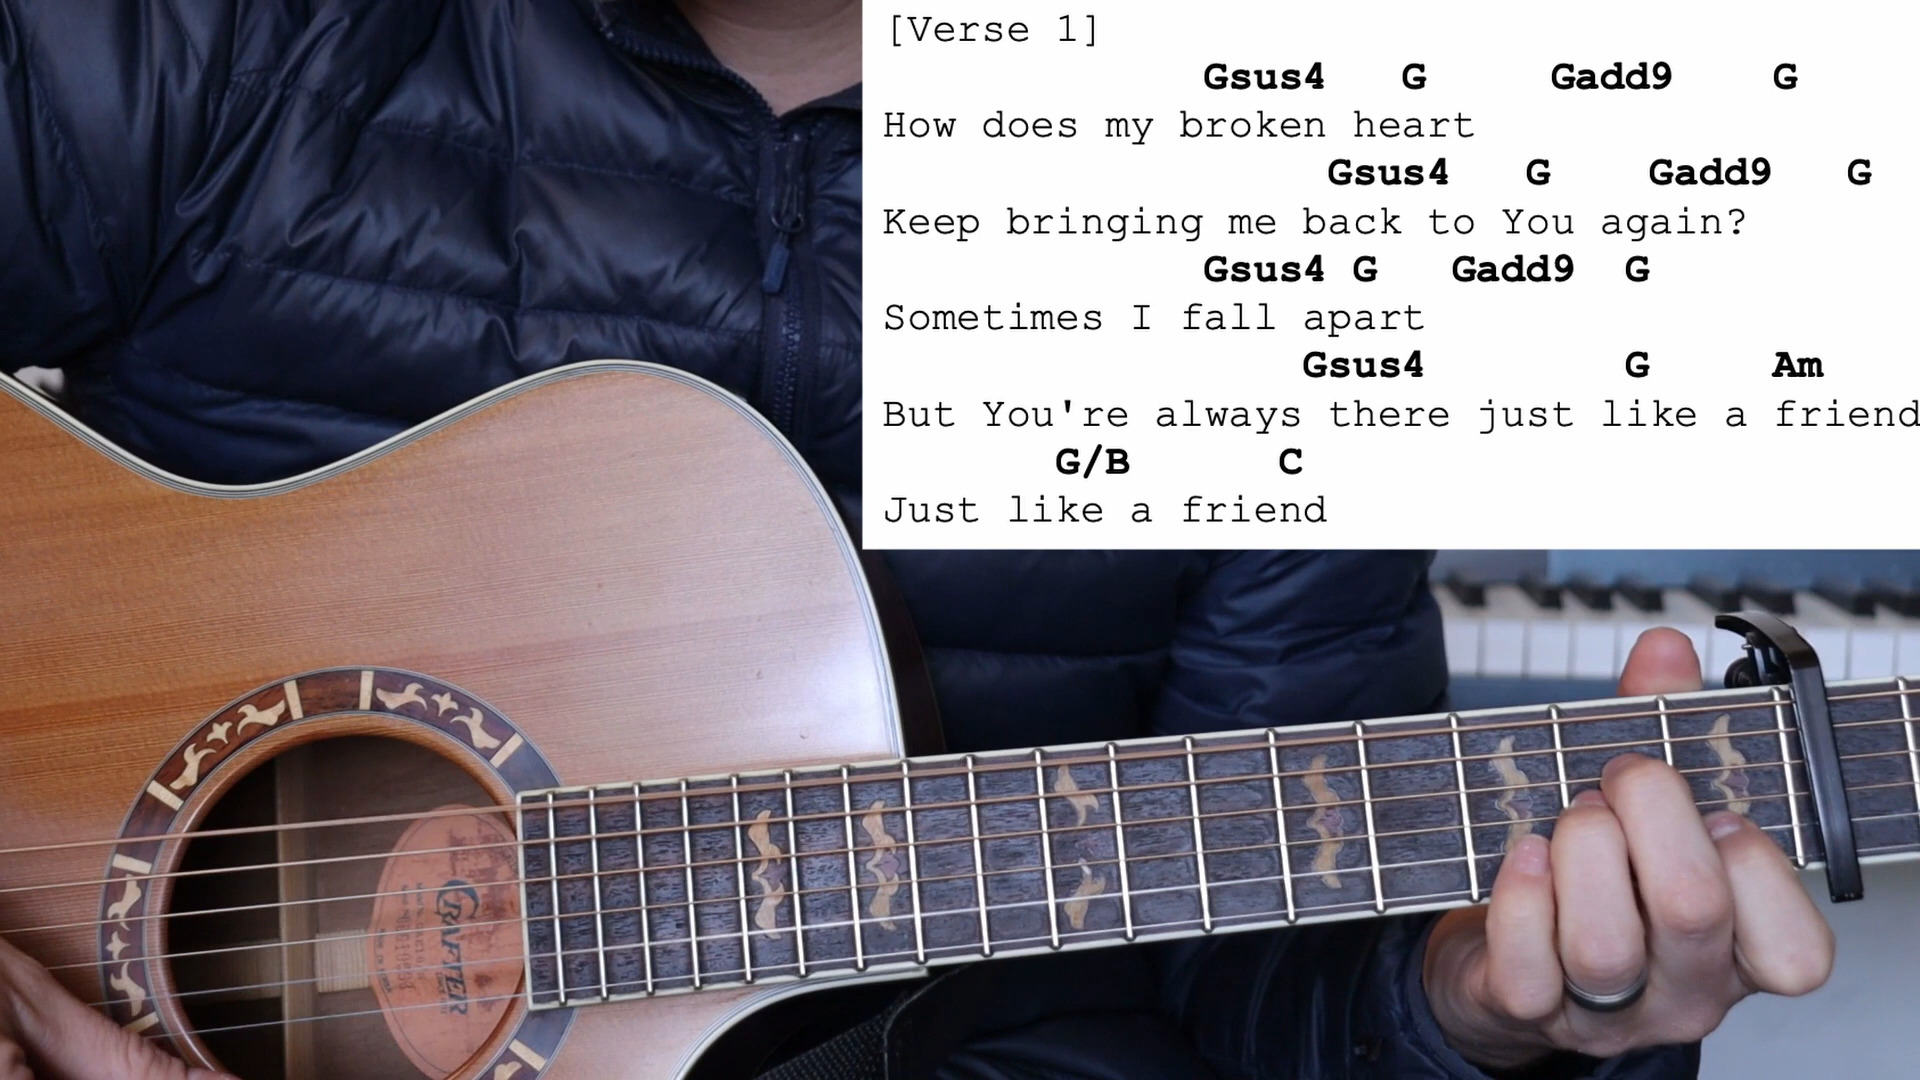 [Verse 1]
Gsus4 G Gadd9 G
How does my broken heart
Gsus4 G Gadd9 G
Keep bringing me back to You again?
Gsus4 G Gadd9 G
Sometimes I fall apart
Gsus4 G Am
But You're always there just like a friend
G/B C
Just like a friend
CRAFTER